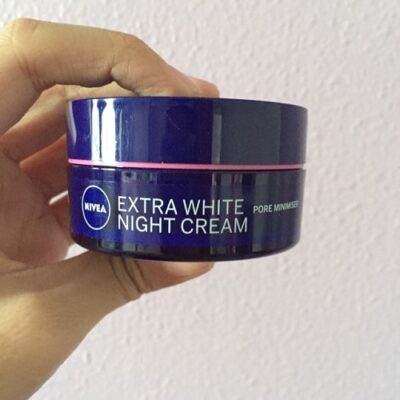 NIVEA
EXTRA WHITE
NIGHT CREAM
PORE MINIMISER